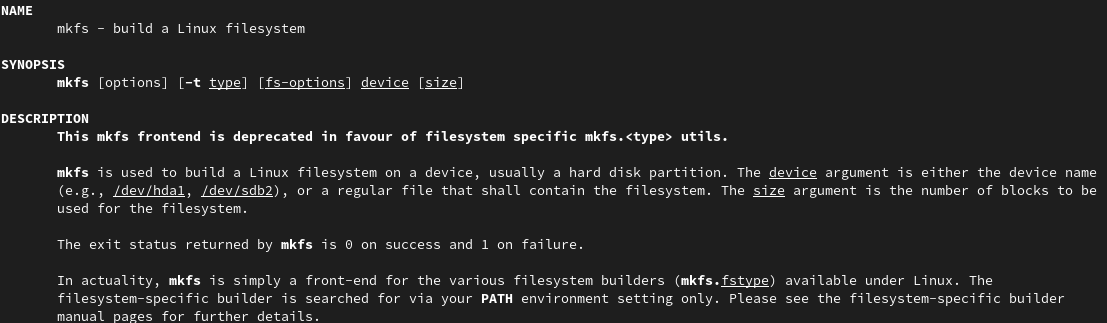 NAME
mkfs - build a Linux filesystem
SYNOPSIS
mkfs [options] [-t type] [fs-options] device [size]
DESCRIPTION
This mkfs frontend is deprecated in favour of filesystem specific mkfs.<type> utils.
mkfs is used to build a Linux filesystem on a device, usually a hard disk partition. The device argument is either the device name
(e.g., /dev/hda1, /dev/sdb2), or a regular file that shall contain the filesystem. The size argument is the number of blocks to be
used for the filesystem.
The exit status returned by mkfs is 0 on success and 1 on failure.
In actuality, mkfs is simply a front-end for the various filesystem builders (mkfs.fstype) available under Linux. The
filesystem-specific builder is searched for via your PATH environment setting only. Please see the filesystem-specific builder
manual pages for further details.